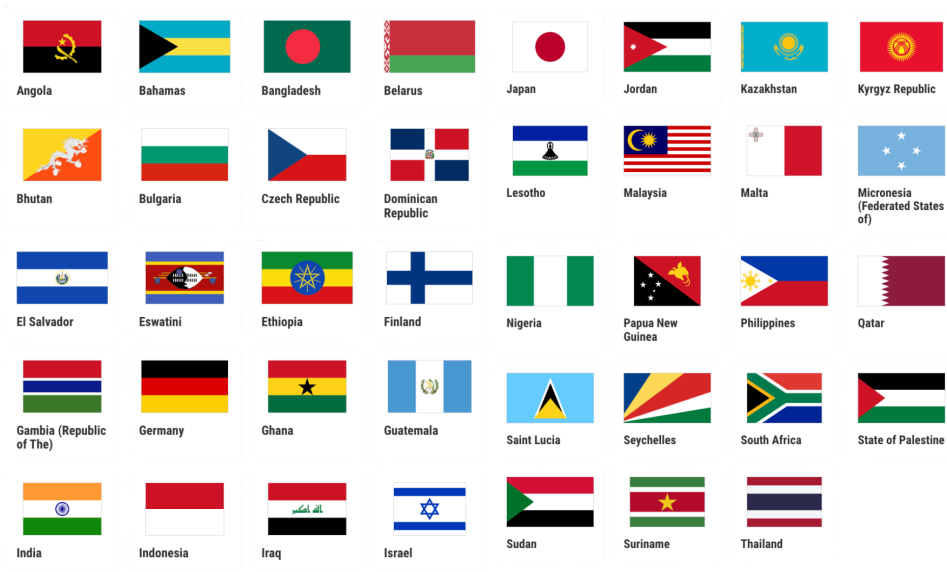 Angola
Bahamas
Bangladesh
Belarus
Japan
Jordan
Kazakhstan
Kyrgyz Republic
Bhutan
Bulgaria
Czech Republic
Dominican
Republic
Lesotho
Malaysia
Malta
Micronesia
(Federated States
of)
El Salvador
Eswatini
Ethiopia
Finland
Nigeria
Papua New
Guinea
Philippines
Qatar
Gambia (Republic
of The)
Germany
Ghana
Guatemala
Saint Lucia
Seychelles
South Africa
State of Palestine
India
Indonesia
الله اكبر
Iraq
Israel
Sudan
Suriname
Thailand